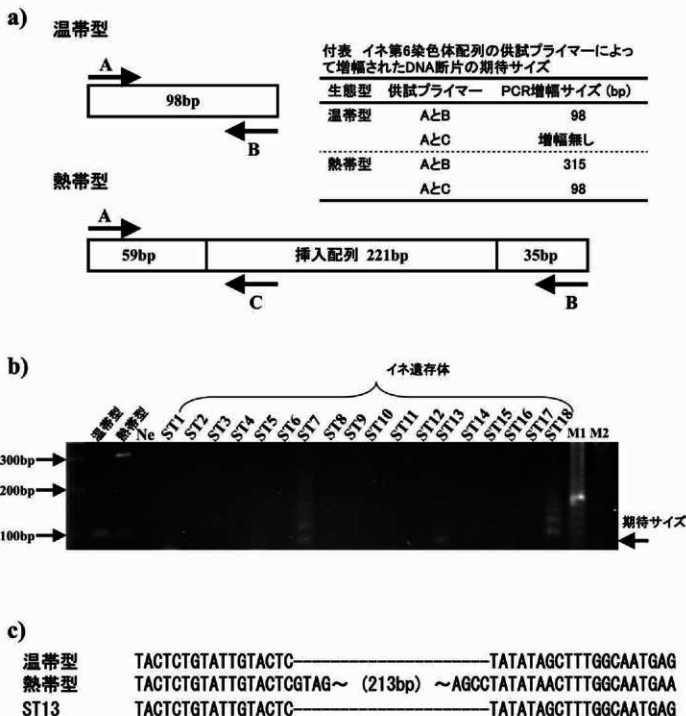 a)
温帯型
A
98bp
B
付表 イネ第6染色体配列の供試プライマーによっ
て増幅されたDNA断片の期待サイズ
生態型 供試プライマー PCR増幅サイズ (bp)
温帯型 AとB 98
AとC 増幅無し
熱帯型 AとB 315
AとC 98
熱帯型
A
59bp 挿入配列 221bp 35bp
C B
b)
イネ遺存体
温帯型 熱帯型 Ne ST1 ST2 ST3 ST4 ST5 ST6 ST7 ST8 ST9 ST10 ST11 ST12 ST13 ST14 ST15 ST16 ST17 ST18 M1 M2
300bp
200bp
100bp
期待サイズ
c)
温帯型 TACTCTGTATTGTACTC--------------------TATATAGCTTTGGCAATGAG
熱帯型 TACTCTGTATTGTACTCGTAG～ (213bp) ～AGCCTATATAACTTTGGCAATGAA
ST13 TACTCTGTATTGTACTC--------------------TATATAGCTTTGGCAATGAG